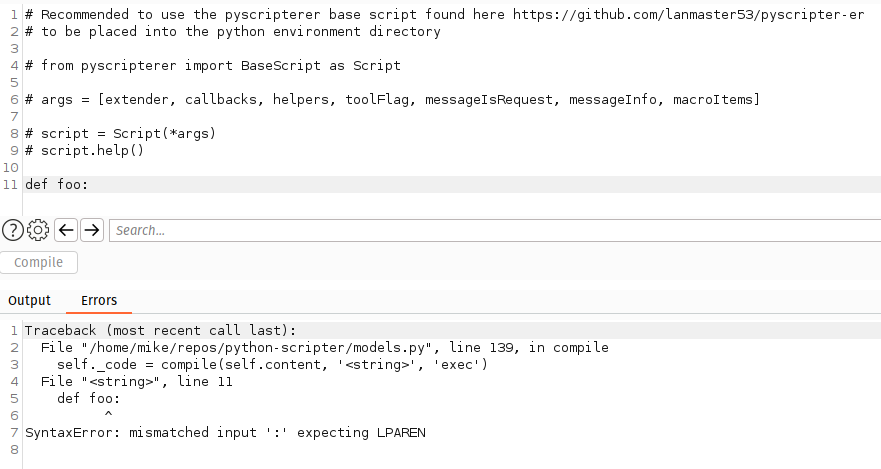 1 # Recommended to use the pyscripterer base script found here https://github.com/lanmaster53/pyscripter-er
2 # to be placed into the python environment directory
3
4 # from pyscripterer import BaseScript as Script
5
6 # args = [extender, callbacks, helpers, toolFlag, messageIsRequest, messageInfo, macroItems]
7
8 # script = Script(*args)
9 # script.help()
10
11 def foo:
? Search...
Compile
Output Errors
1 Traceback (most recent call last):
2   File "/home/mike/repos/python-scripter/models.py", line 139, in compile
3     self._code = compile(self.content, '<string>', 'exec')
4   File "<string>", line 11
5     def foo:
6           ^
7 SyntaxError: mismatched input ':' expecting LPAREN
8